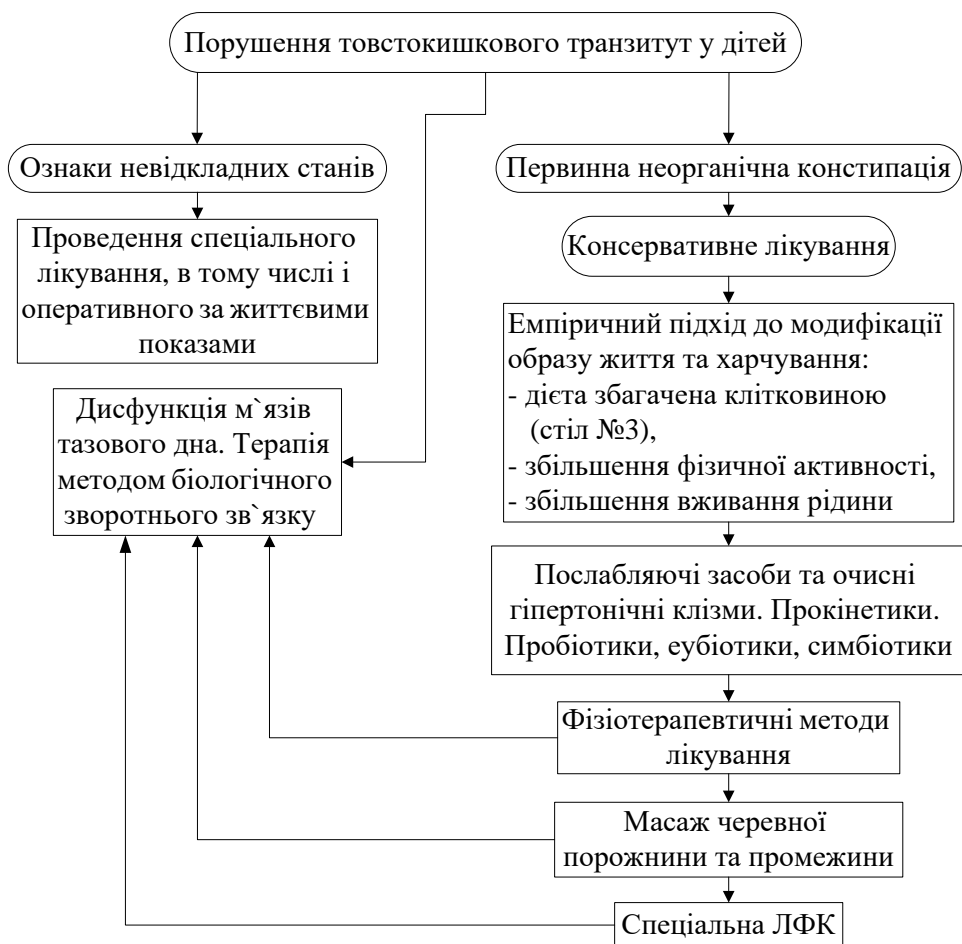 Порушення товстокишкового транзитут у дітей
Ознаки невідкладних станів
Первинна неорганічна констипація
Проведення спеціального
лікування, в тому числі і
оперативного за життєвими
показами
Консервативне лікування
Емпіричний підхід до модифікації
образу життя та харчування:
- дієта збагачена клітковиною
(стіл №3),
- збільшення фізичної активності,
- збільшення вживання рідини
Дисфункція м`язів
тазового дна. Терапія
методом біологічного
зворотнього зв`язку
Послабляючі засоби та очисні
гіпертонічні клізми. Прокінетики.
Пробіотики, еубіотики, симбіотики
Фізіотерапевтичні методи
лікування
Масаж черевної
порожнини та промежини
Спеціальна ЛФК